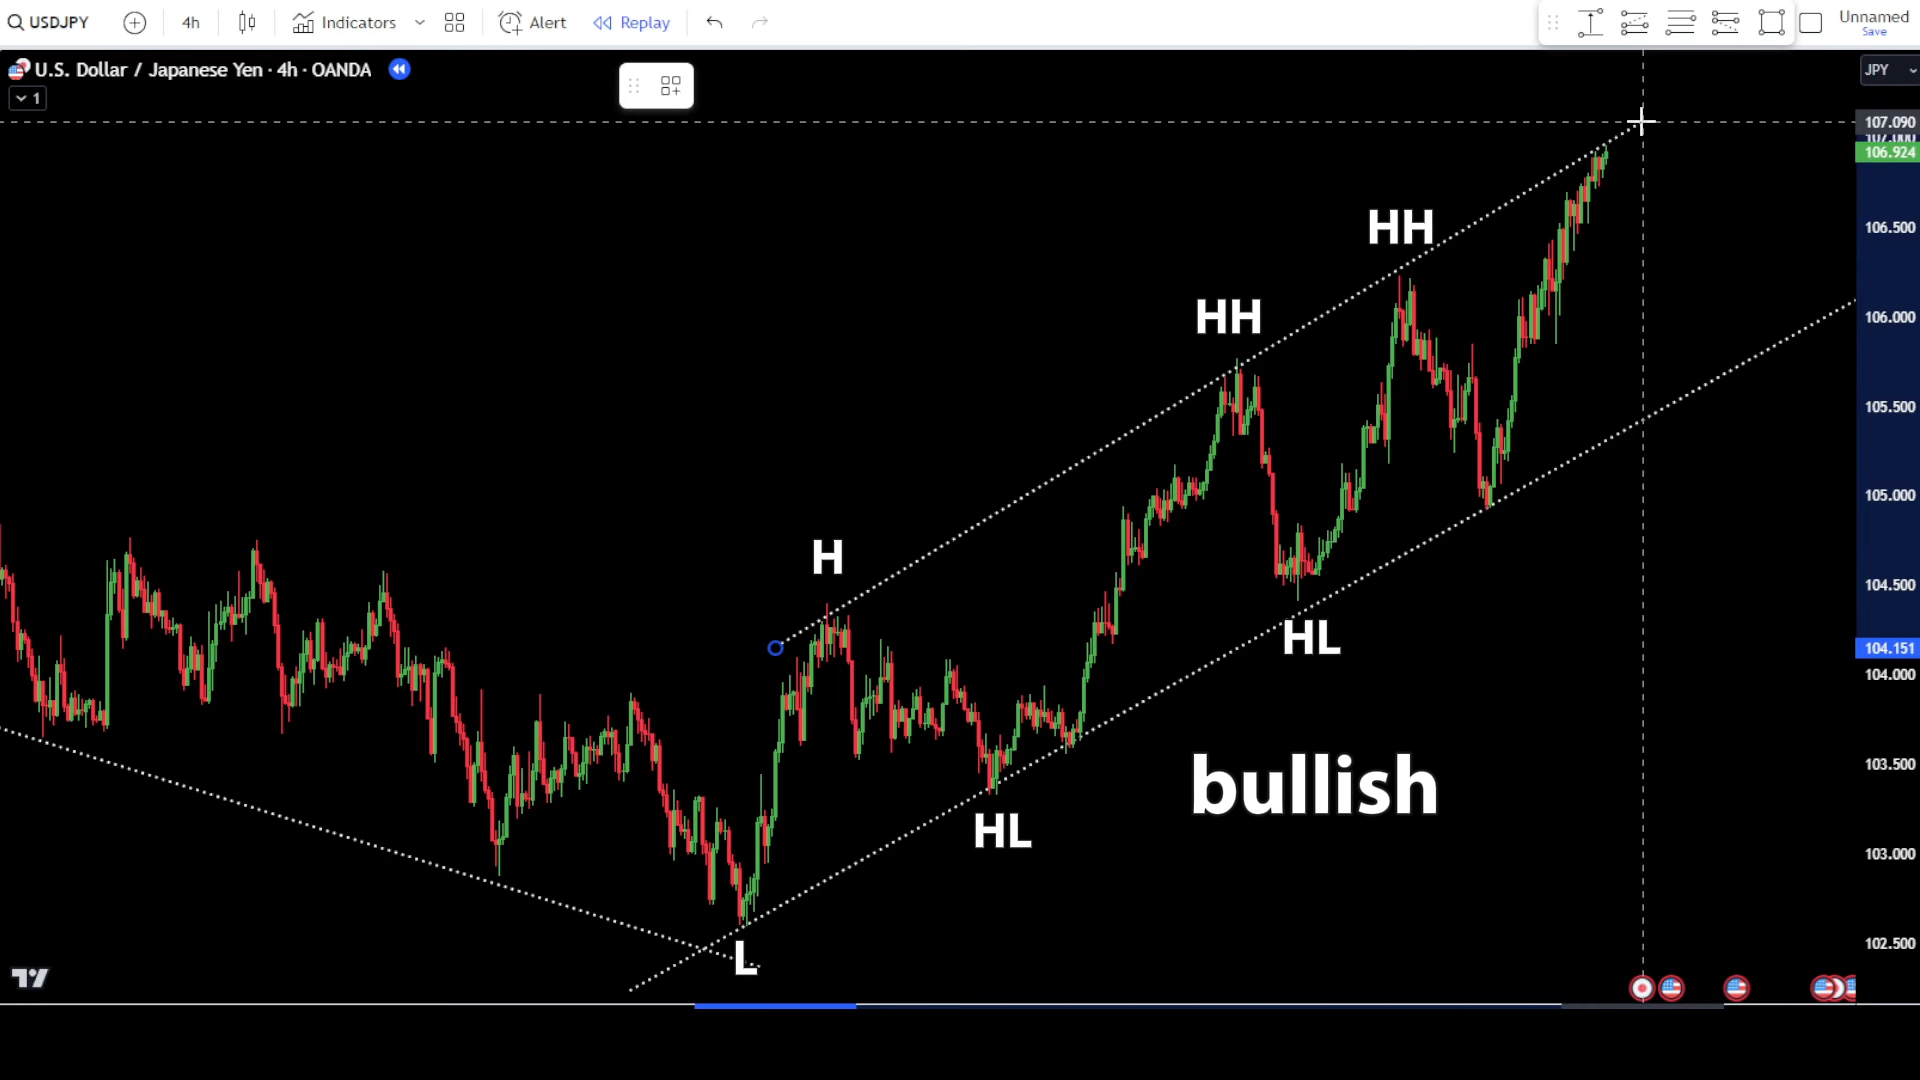 USDJPY
4h
Indicators
Alert
Replay
Unnamed
Save
U.S. Dollar / Japanese Yen · 4h · OANDA
JPY
1
107.090
107.000
106.924
HH
106.500
HH
106.000
105.500
105.000
H
104.500
HL
104.151
104.000
bullish
103.500
HL
103.000
L
102.500